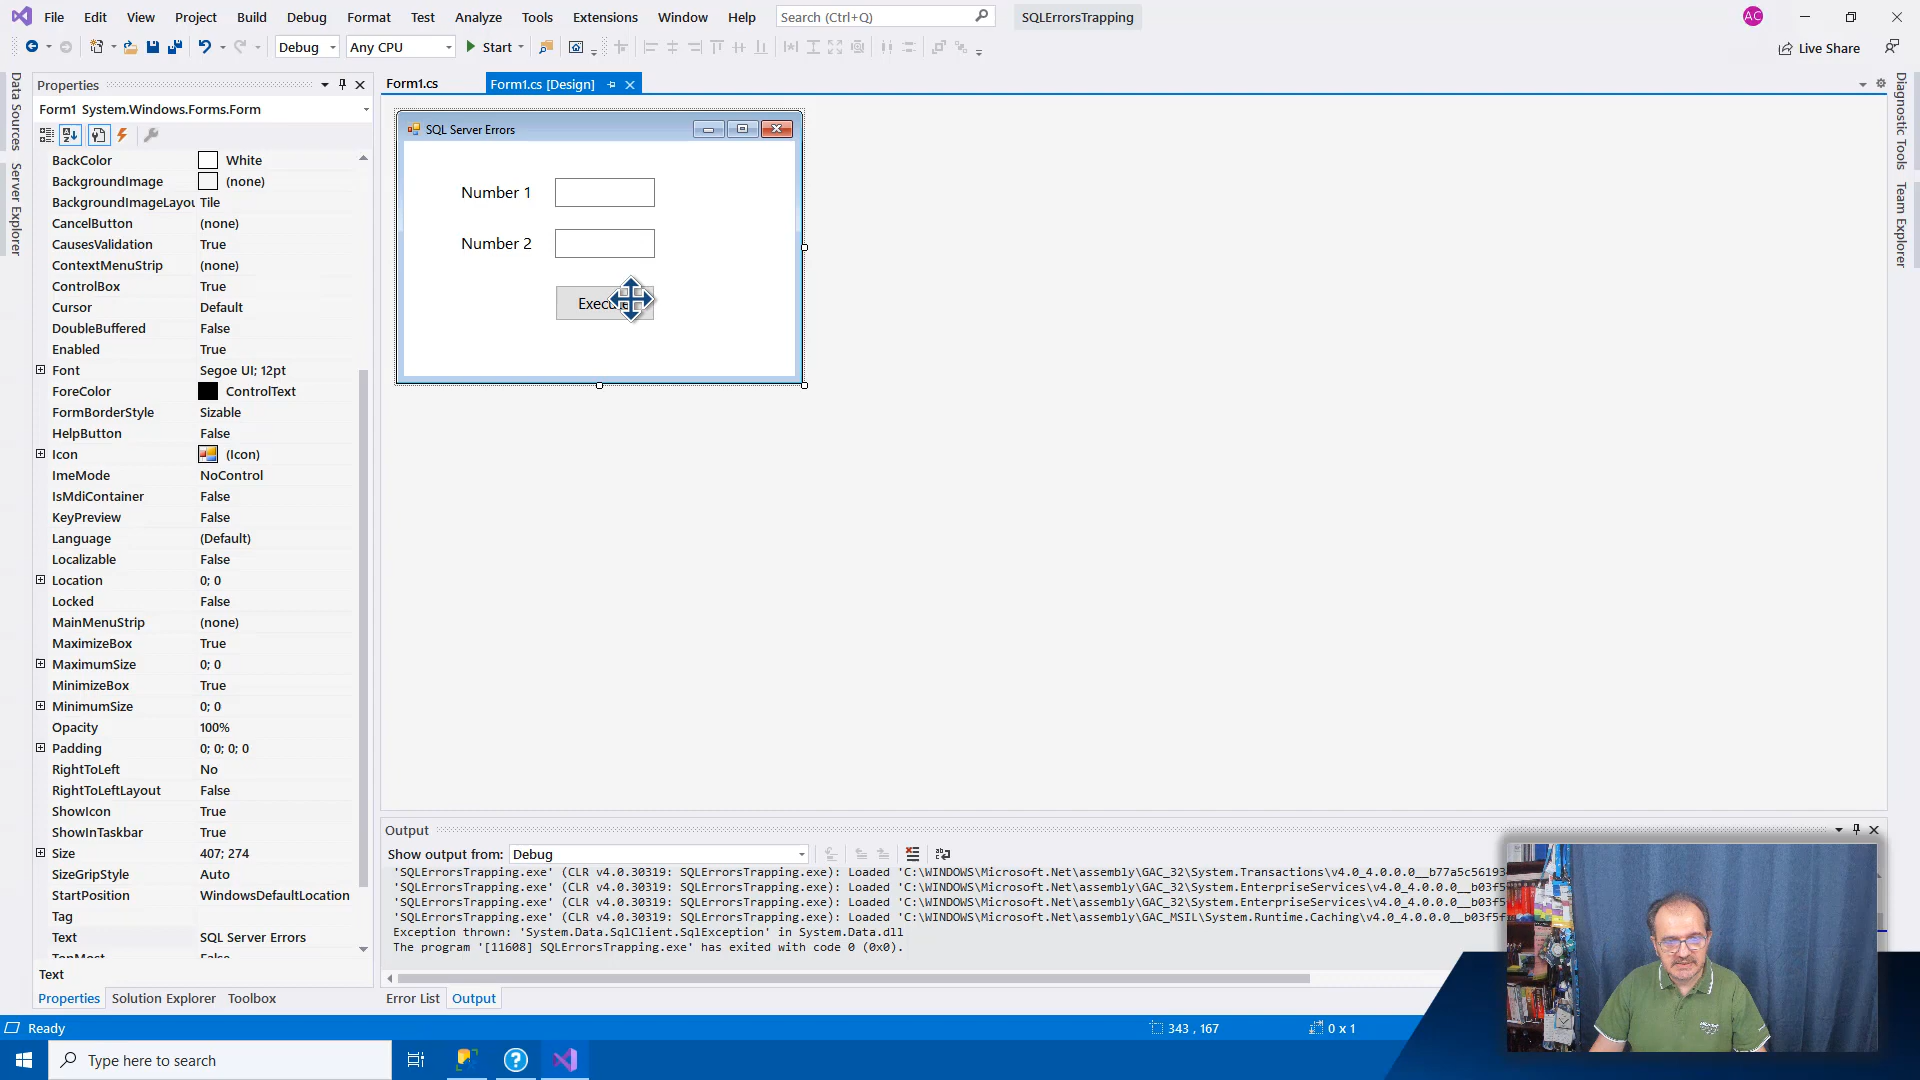 File Edit View Project Build Debug Format Test Analyze Tools Extensions Window Help Search (Ctrl+Q) SQLErrorsTrapping AC
Debug Any CPU Start Live Share
Data Sources
Server Explorer
Properties
Form1 System.Windows.Forms.Form
BackColor White
BackgroundImage (none)
BackgroundImageLayou Tile
CancelButton (none)
CausesValidation True
ContextMenuStrip (none)
ControlBox True
Cursor Default
DoubleBuffered False
Enabled True
Font Segoe UI; 12pt
ForeColor ControlText
FormBorderStyle Sizable
HelpButton False
Icon (Icon)
ImeMode NoControl
IsMdiContainer False
KeyPreview False
Language (Default)
Localizable False
Location 0; 0
Locked False
MainMenuStrip (none)
MaximizeBox True
MaximumSize 0; 0
MinimizeBox True
MinimumSize 0; 0
Opacity 100%
Padding 0; 0; 0; 0
RightToLeft No
RightToLeftLayout False
ShowIcon True
ShowInTaskbar True
Size 407; 274
SizeGripStyle Auto
StartPosition WindowsDefaultLocation
Tag
Text SQL Server Errors
TopMost False
Text
Properties Solution Explorer Toolbox
Form1.cs Form1.cs [Design]
SQL Server Errors
Number 1
Number 2
Diagnostic Tools
Team Explorer
Output
Show output from: Debug
'SQLErrorsTrapping.exe' (CLR v4.0.30319: SQLErrorsTrapping.exe): Loaded 'C:\WINDOWS\Microsoft.Net\assembly\GAC_32\System.Transactions\v4.0_4.0.0.0__b77a5c56193
'SQLErrorsTrapping.exe' (CLR v4.0.30319: SQLErrorsTrapping.exe): Loaded 'C:\WINDOWS\Microsoft.Net\assembly\GAC_32\System.EnterpriseServices\v4.0_4.0.0.0__b03f5
'SQLErrorsTrapping.exe' (CLR v4.0.30319: SQLErrorsTrapping.exe): Loaded 'C:\WINDOWS\Microsoft.Net\assembly\GAC_32\System.EnterpriseServices\v4.0_4.0.0.0__b03f5
'SQLErrorsTrapping.exe' (CLR v4.0.30319: SQLErrorsTrapping.exe): Loaded 'C:\WINDOWS\Microsoft.Net\assembly\GAC_MSIL\System.Runtime.Caching\v4.0_4.0.0.0__b03f5f
Exception thrown: 'System.Data.SqlClient.SqlException' in System.Data.dll
The program '[11608] SQLErrorsTrapping.exe' has exited with code 0 (0x0).
Error List Output
Ready 343 , 167 0 x 1
Type here to search